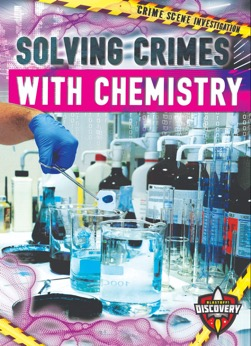 CRIME SCENE INVESTIGATION
SOLVING CRIMES
WITH CHEMISTRY
BLASTOFF!
DISCOVERY